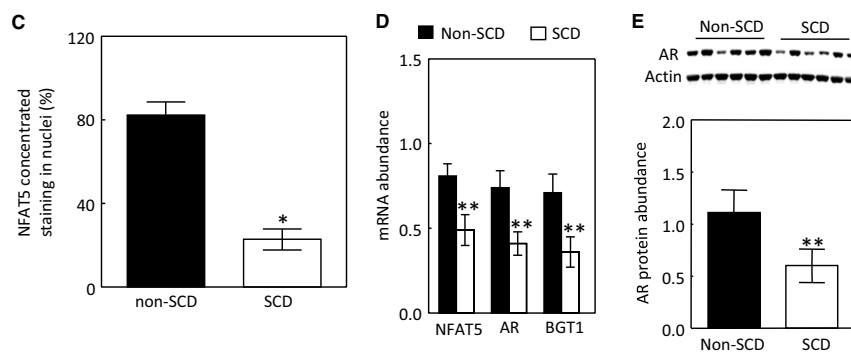 C
120
80
40
0
NFAT5 concentrated
staining in nuclei (%)
*
non-SCD SCD
D
Non-SCD SCD
1.5
1.0
0.5
0.0
mRNA abundance
** ** **
NFAT5 AR BGT1
E
Non-SCD SCD
AR
Actin
2.0
1.5
1.0
0.5
0.0
AR protein abundance
**
Non-SCD SCD